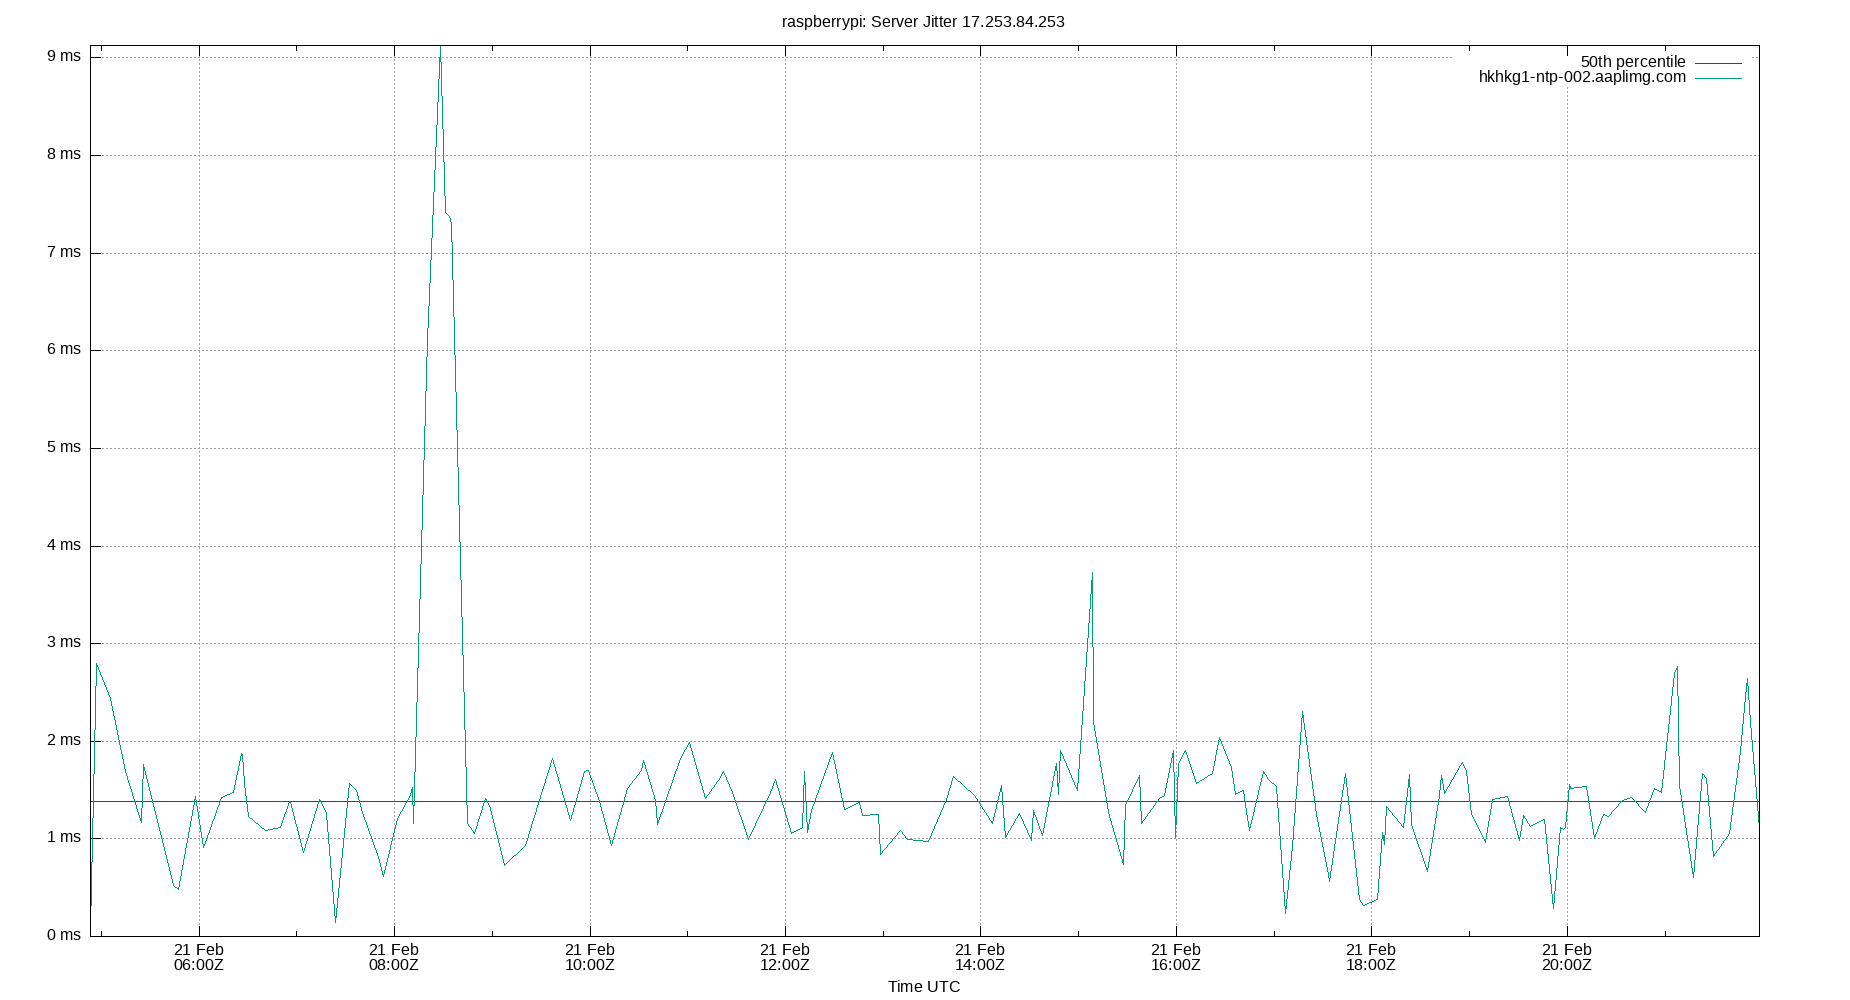 raspberrypi: Server Jitter 17.253.84.253
9 ms
8 ms
7 ms
6 ms
5 ms
4 ms
3 ms
2 ms
1 ms
0 ms
50th percentile
hkhkg1-ntp-002.aaplimg.com
21 Feb
06:00Z
21 Feb
08:00Z
21 Feb
10:00Z
21 Feb
12:00Z
21 Feb
14:00Z
21 Feb
16:00Z
21 Feb
18:00Z
21 Feb
20:00Z
Time UTC